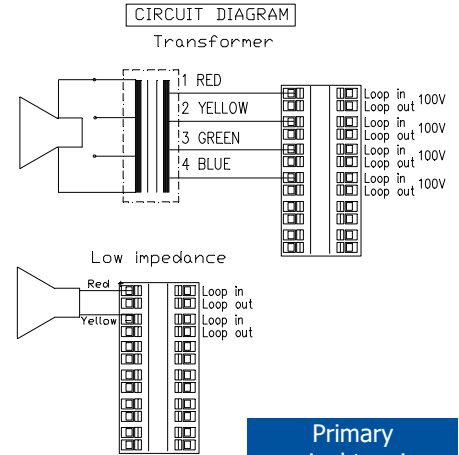 CIRCUIT DIAGRAM
Transformer
1 RED
2 YELLOW
3 GREEN
4 BLUE
Loop in
Loop out
100V
Loop in
Loop out
100V
Loop in
Loop out
100V
Loop in
Loop out
100V
Low impedance
Red +
Yellow
Loop in
Loop out
Loop in
Loop out
Primary